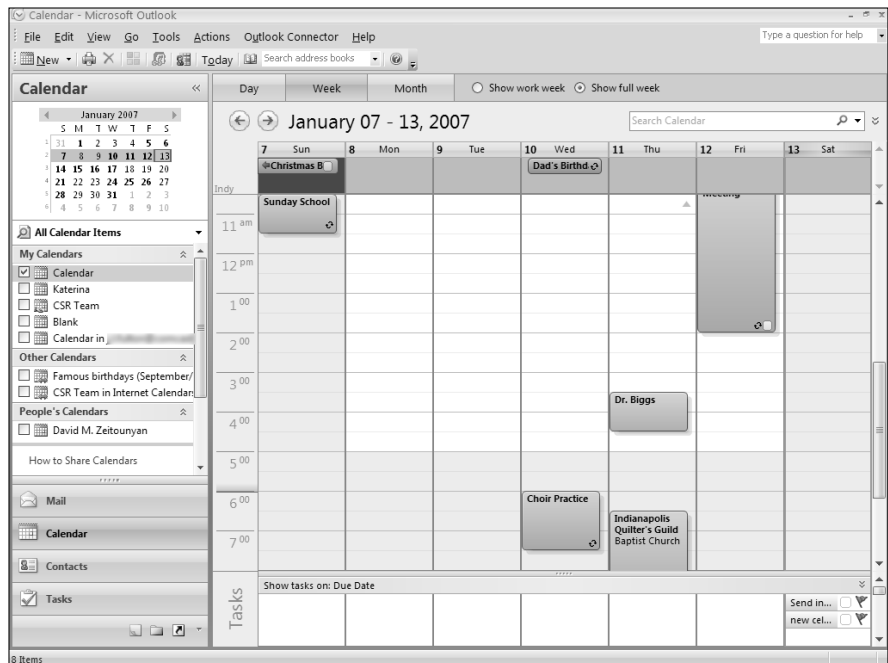 Calendar - Microsoft Outlook
File Edit View Go Tools Actions Outlook Connector Help
Type a question for help
New Today Search address books
Calendar «
Day Week Month Show work week Show full week
January 2007
S M T W T F S
1 31 1 2 3 4 5 6
2 7 8 9 10 11 12 13
3 14 15 16 17 18 19 20
4 21 22 23 24 25 26 27
5 28 29 30 31 1 2 3
6 4 5 6 7 8 9 10
All Calendar Items
My Calendars
Calendar
Katerina
CSR Team
Blank
Calendar in
Other Calendars
Famous birthdays (September/
CSR Team in Internet Calendar
People's Calendars
David M. Zeitounyan
How to Share Calendars
Mail
Calendar
Contacts
Tasks
January 07 - 13, 2007
Search Calendar
7 Sun 8 Mon 9 Tue 10 Wed 11 Thu 12 Fri 13 Sat
Christmas B Dad's Birthd
Indy
Sunday School
Meeting
11 am
12 pm
1 00
2 00
3 00
Dr. Biggs
4 00
5 00
6 00
Choir Practice
Indianapolis
Quilter's Guild
Baptist Church
7 00
Tasks
Show tasks on: Due Date
Send in...
new cel...
8 Items